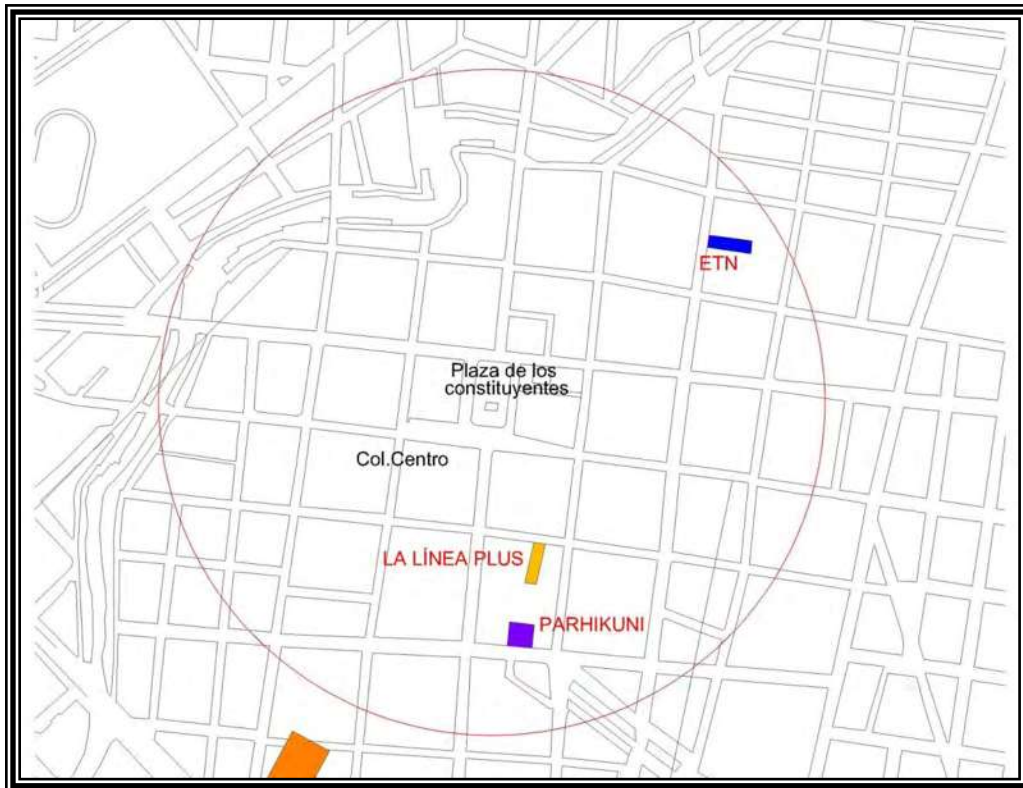 ETN
Plaza de los
constituyentes
Col.Centro
LA LÍNEA PLUS
PARHIKUNI